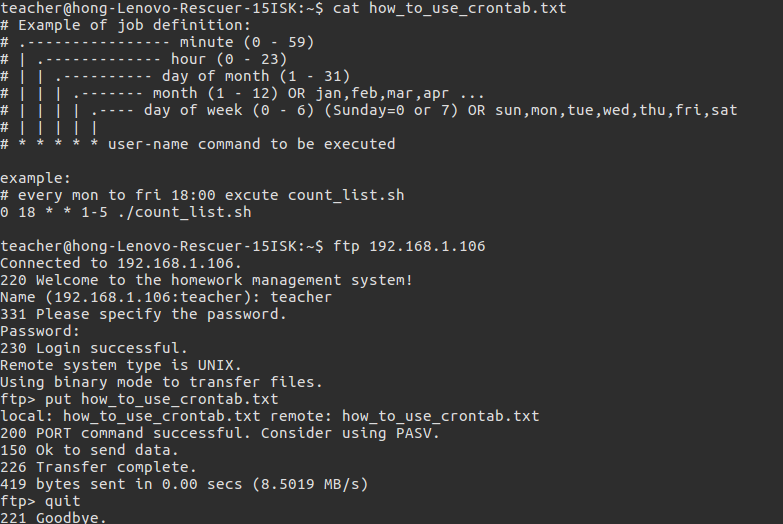 teacher@hong-Lenovo-Rescuer-15ISK:~$ cat how_to_use_crontab.txt
# Example of job definition:
# .---------------- minute (0 - 59)
# | .------------- hour (0 - 23)
# | | .---------- day of month (1 - 31)
# | | | .------- month (1 - 12) OR jan,feb,mar,apr ...
# | | | | .---- day of week (0 - 6) (Sunday=0 or 7) OR sun,mon,tue,wed,thu,fri,sat
# | | | | |
# * * * * * user-name command to be executed
example:
# every mon to fri 18:00 excute count_list.sh
0 18 * * 1-5 ./count_list.sh
teacher@hong-Lenovo-Rescuer-15ISK:~$ ftp 192.168.1.106
Connected to 192.168.1.106.
220 Welcome to the homework management system!
Name (192.168.1.106:teacher): teacher
331 Please specify the password.
Password:
230 Login successful.
Remote system type is UNIX.
Using binary mode to transfer files.
ftp> put how_to_use_crontab.txt
local: how_to_use_crontab.txt remote: how_to_use_crontab.txt
200 PORT command successful. Consider using PASV.
150 Ok to send data.
226 Transfer complete.
419 bytes sent in 0.00 secs (8.5019 MB/s)
ftp> quit
221 Goodbye.